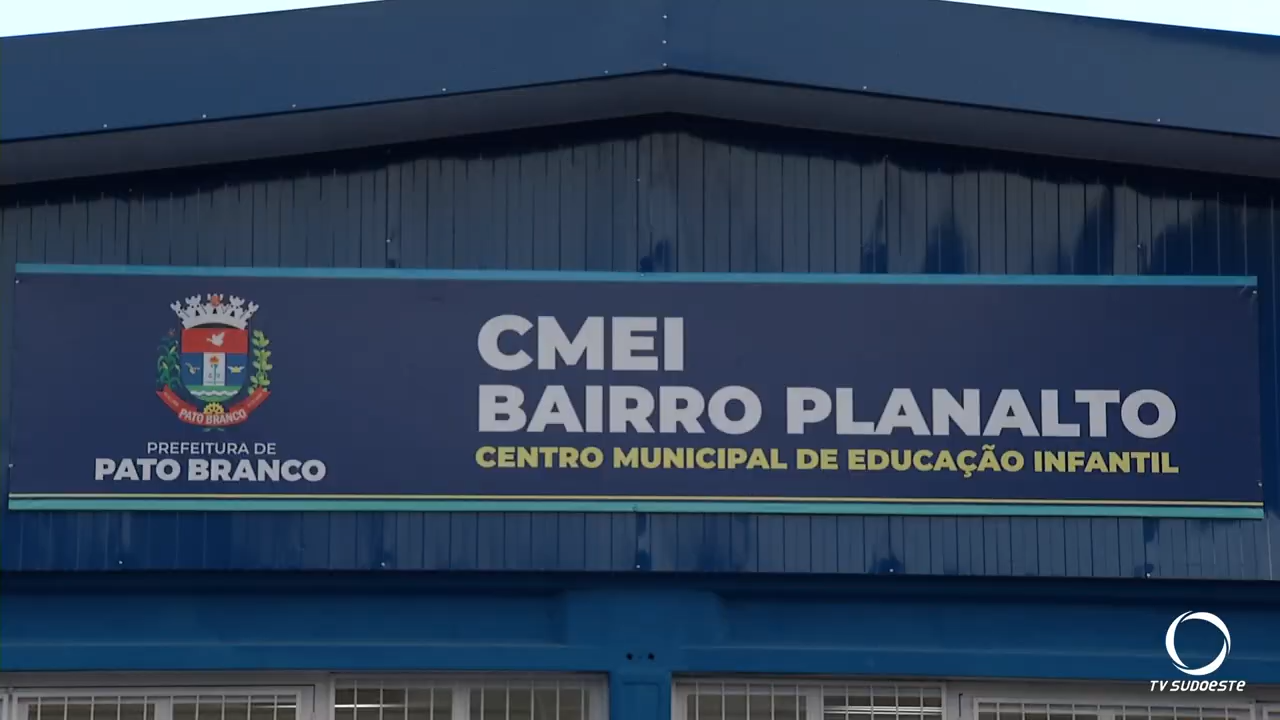 CMEI
BAIRRO PLANALTO
CENTRO MUNICIPAL DE EDUCAÇÃO INFANTIL
PATO BRANCO
PREFEITURA DE
PATO BRANCO
TV SUDOESTE